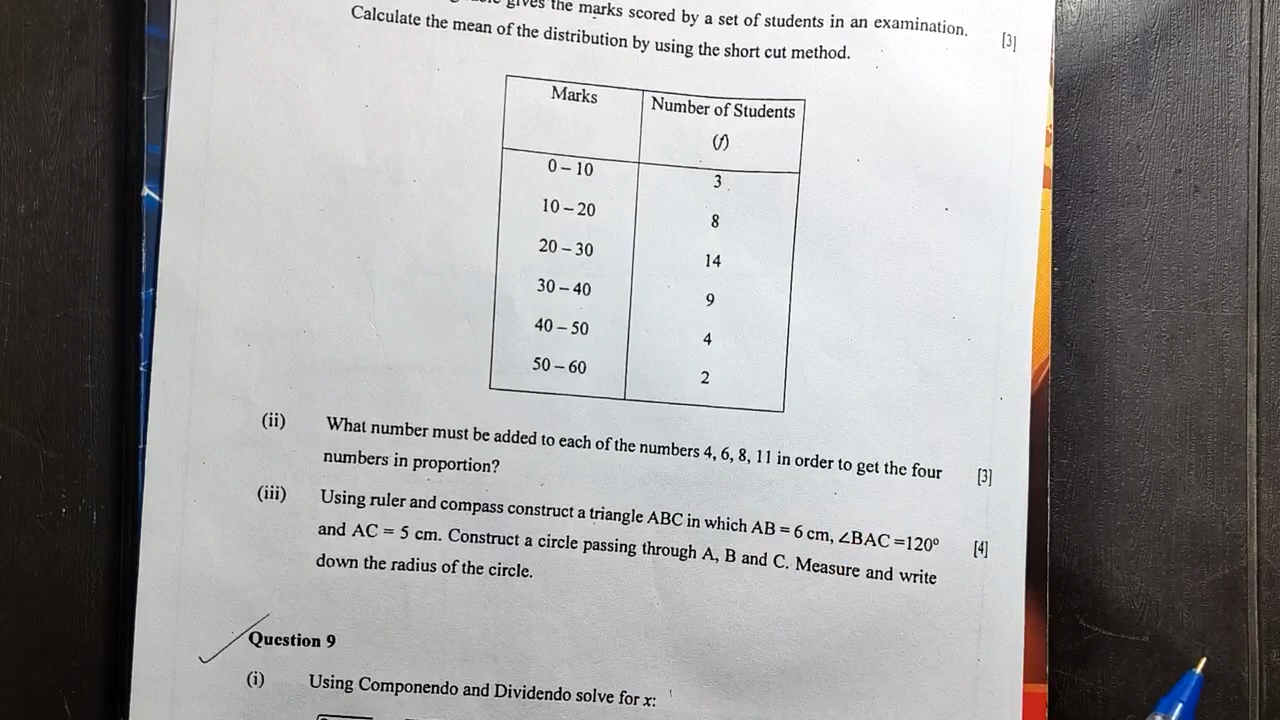 gives the marks scored by a set of students in an examination. [3]
Calculate the mean of the distribution by using the short cut method.
Marks Number of Students
(f)
0 – 10 3
10 – 20 8
20 – 30 14
30 – 40 9
40 – 50 4
50 – 60 2
(ii) What number must be added to each of the numbers 4, 6, 8, 11 in order to get the four [3]
numbers in proportion?
(iii) Using ruler and compass construct a triangle ABC in which AB = 6 cm, ∠BAC =120° [4]
and AC = 5 cm. Construct a circle passing through A, B and C. Measure and write
down the radius of the circle.
Question 9
(i) Using Componendo and Dividendo solve for x: